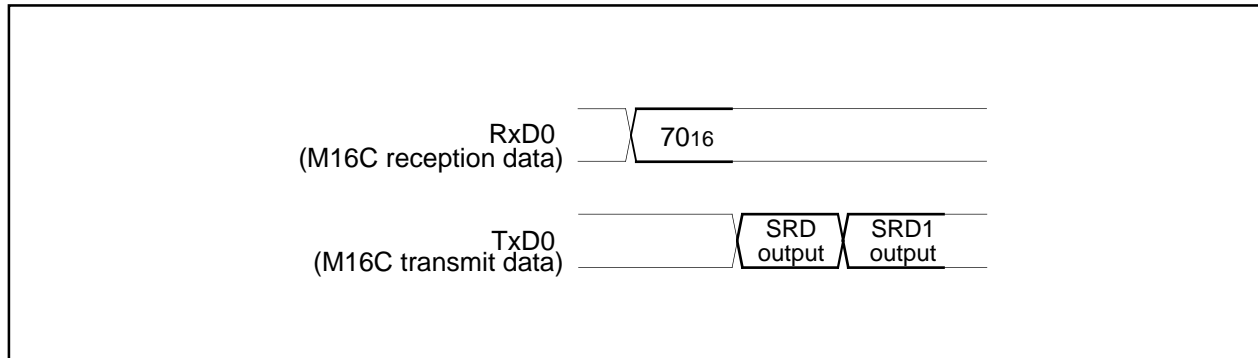 RxD0
(M16C reception data)
7016
TxD0
(M16C transmit data)
SRD
output
SRD1
output